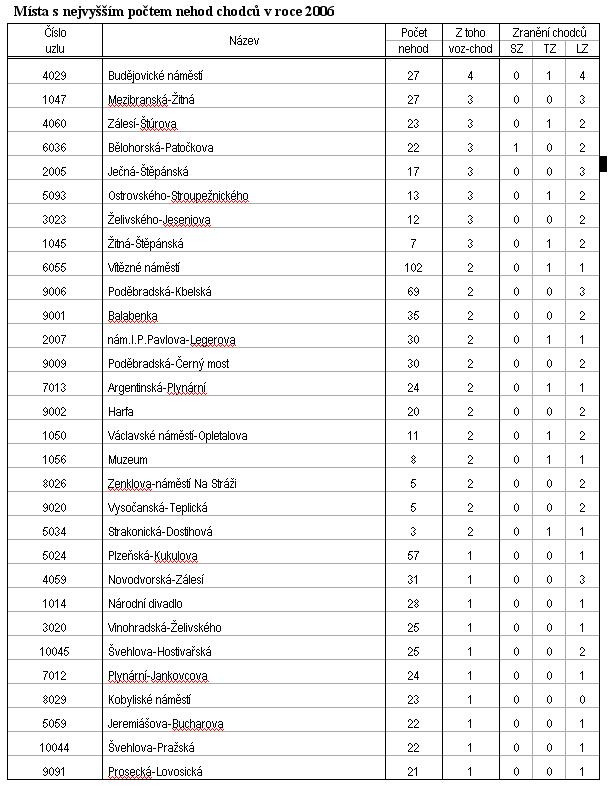 Místa s nejvyšším počtem nehod chodců v roce 2006
Číslo uzlu Název Počet nehod Z toho voz-chod Zranění chodců
SZ TZ LZ
4029 Budějovické náměstí 27 4 0 1 4
1047 Mezibranská-Žitná 27 3 0 0 3
4060 Zálesí-Štúrova 23 3 0 1 2
6036 Bělohorská-Patočkova 22 3 1 0 2
2005 Ječná-Štěpánská 17 3 0 0 3
5093 Ostrovského-Stroupežnického 13 3 0 1 2
3023 Želivského-Jeseniova 12 3 0 0 2
1045 Žitná-Štěpánská 7 3 0 1 2
6055 Vítězné náměstí 102 2 0 1 1
9006 Poděbradská-Kbelská 69 2 0 0 3
9001 Balabenka 35 2 0 0 2
2007 nám.I.P.Pavlova-Legerova 30 2 0 1 1
9009 Poděbradská-Černý most 30 2 0 0 2
7013 Argentinská-Plynární 24 2 0 1 1
9002 Harfa 20 2 0 0 2
1050 Václavské náměstí-Opletalova 11 2 0 1 2
1056 Muzeum 8 2 0 1 1
8026 Zenklova-náměstí Na Stráži 5 2 0 0 2
9020 Vysočanská-Teplická 5 2 0 0 2
5034 Strakonická-Dostihová 3 2 0 1 1
5024 Plzeňská-Kukulova 57 1 0 0 1
4059 Novodvorská-Zálesí 31 1 0 0 3
1014 Národní divadlo 28 1 0 0 1
3020 Vinohradská-Želivského 25 1 0 0 1
10045 Švehlova-Hostivařská 25 1 0 0 2
7012 Plynární-Jankovcova 24 1 0 0 1
8029 Kobyliské náměstí 23 1 0 0 0
5059 Jeremiášova-Bucharova 22 1 0 0 1
10044 Švehlova-Pražská 22 1 0 0 1
9091 Prosecká-Lovosická 21 1 0 0 1